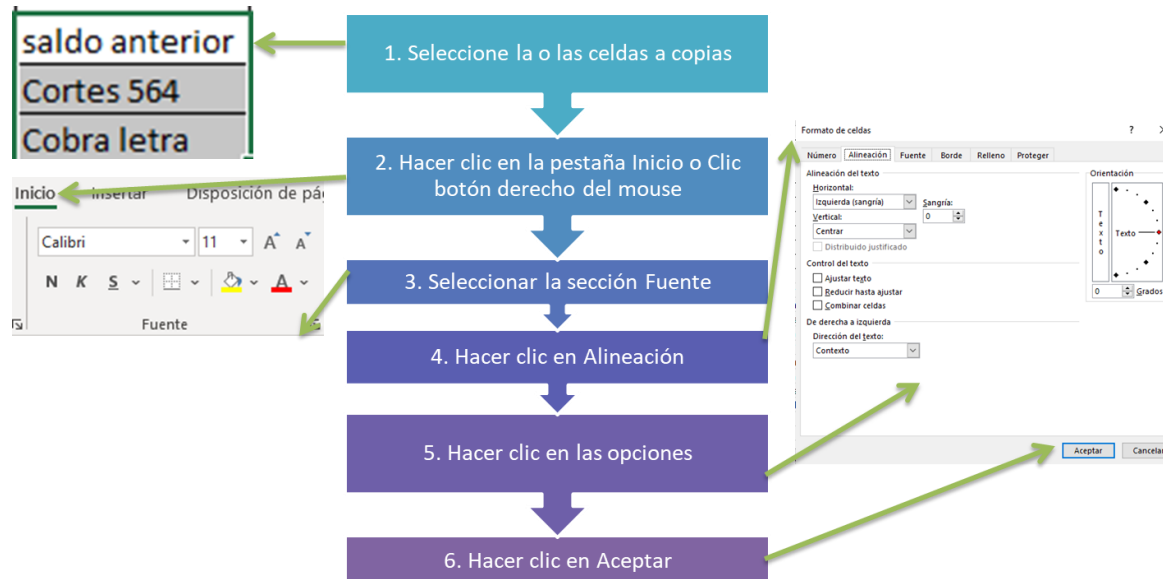 saldo anterior
Cortes 564
Cobra letra
1. Seleccione la o las celdas a copias
2. Hacer clic en la pestaña Inicio o Clic
botón derecho del mouse
Inicio Insertar Disposición de pág
Calibri 11 A A
N K S A
Fuente
3. Seleccionar la sección Fuente
4. Hacer clic en Alineación
5. Hacer clic en las opciones
6. Hacer clic en Aceptar
Formato de celdas ?
Número Alineación Fuente Borde Relleno Proteger
Alineación del texto
Horizontal:
Izquierda (sangría) Sangría:
Vertical: 0
Centrar
Distribuido justificado
Control del texto
Ajustar texto
Reducir hasta ajustar
Combinar celdas
De derecha a izquierda
Dirección del texto:
Contexto
Orientación
Texto
Texto
0 Grados
Aceptar Cancelar